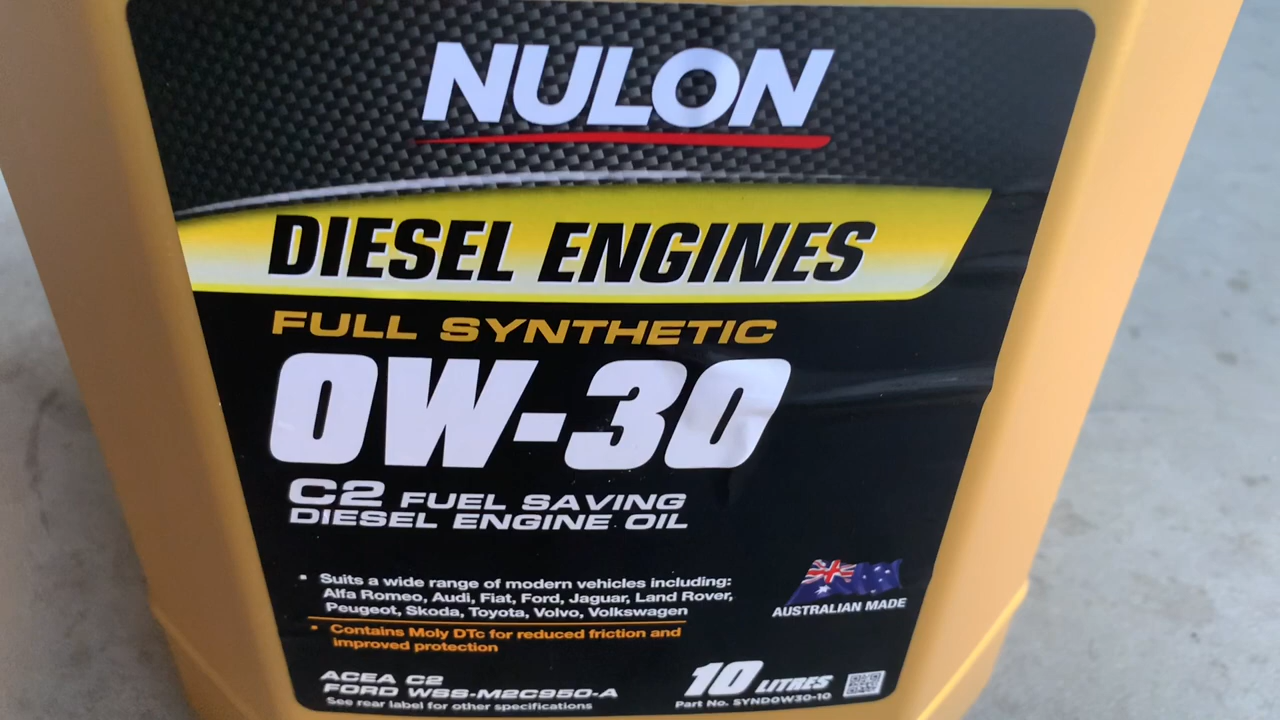 NULON
DIESEL ENGINES
FULL SYNTHETIC
0W-30
C2 FUEL SAVING
DIESEL ENGINE OIL
• Suits a wide range of modern vehicles including:
Alfa Romeo, Audi, Fiat, Ford, Jaguar, Land Rover,
Peugeot, Skoda, Toyota, Volvo, Volkswagen
• Contains Moly DTc for reduced friction and
improved protection
AUSTRALIAN MADE
ACEA C2
FORD WSS-M2C950-A
See rear label for other specifications
10 LITRES
Part No. SYND0W30-10